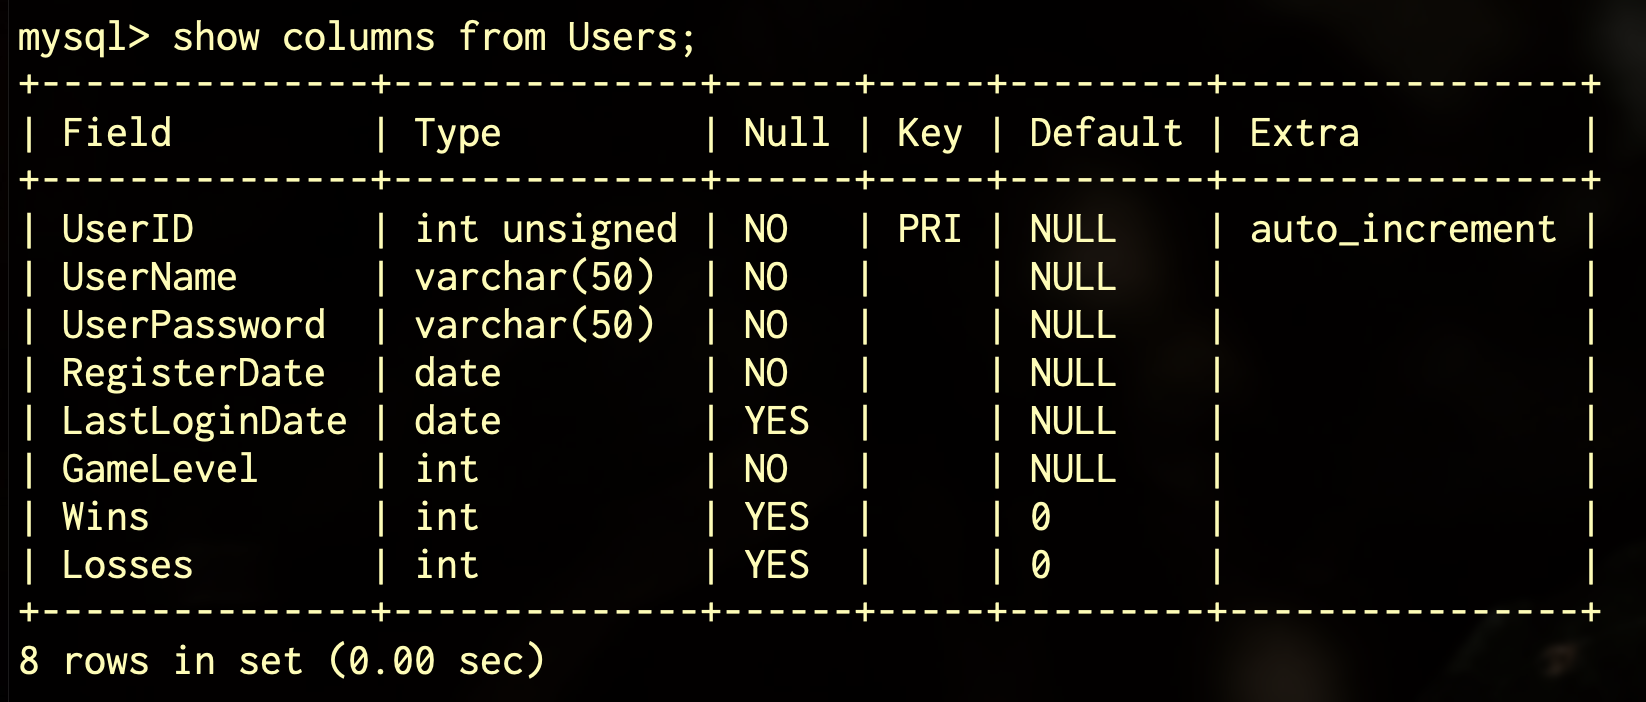 mysql> show columns from Users;
+---------------+--------------+------+-----+---------+----------------+
| Field         | Type         | Null | Key | Default | Extra          |
+---------------+--------------+------+-----+---------+----------------+
| UserID        | int unsigned | NO   | PRI | NULL    | auto_increment |
| UserName      | varchar(50)  | NO   |     | NULL    |                |
| UserPassword  | varchar(50)  | NO   |     | NULL    |                |
| RegisterDate  | date         | NO   |     | NULL    |                |
| LastLoginDate | date         | YES  |     | NULL    |                |
| GameLevel     | int          | NO   |     | NULL    |                |
| Wins          | int          | YES  |     | 0       |                |
| Losses        | int          | YES  |     | 0       |                |
+---------------+--------------+------+-----+---------+----------------+
8 rows in set (0.00 sec)